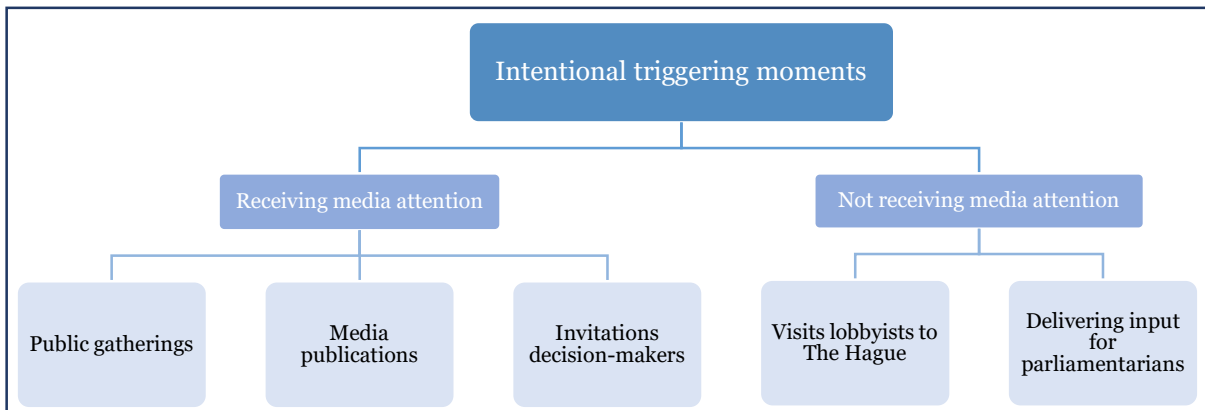 Intentional triggering moments
Receiving media attention
Not receiving media attention
Public gatherings
Media
publications
Invitations
decision-makers
Visits lobbyists to
The Hague
Delivering input
for
parliamentarians